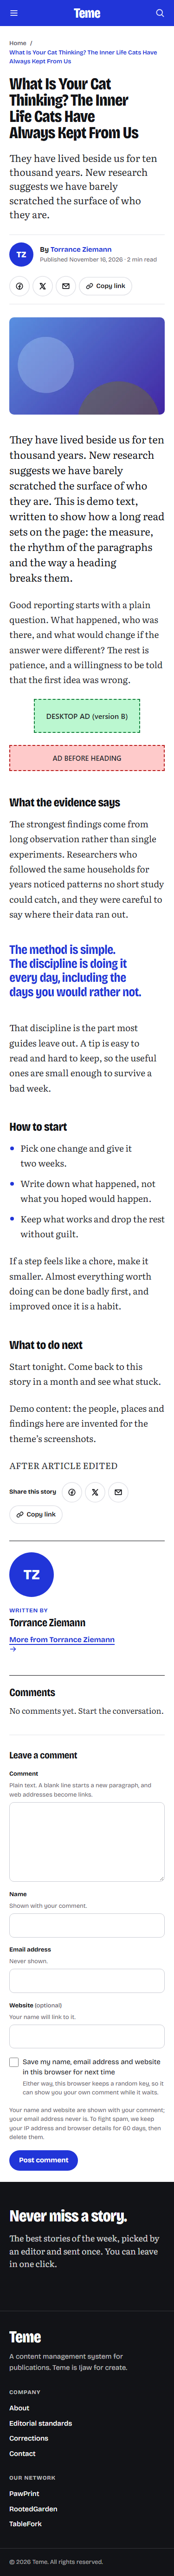 Teme
Home /
What Is Your Cat Thinking? The Inner Life Cats Have
Always Kept From Us
What Is Your Cat
Thinking? The Inner
Life Cats Have
Always Kept From Us
They have lived beside us for ten
thousand years. New research
suggests we have barely
scratched the surface of who
they are.
TZ
By Torrance Ziemann
Published November 16, 2026 · 2 min read
Copy link
They have lived beside us for ten
thousand years. New research
suggests we have barely
scratched the surface of who
they are. This is demo text,
written to show how a long read
sets on the page: the measure,
the rhythm of the paragraphs
and the way a heading
breaks them.
Good reporting starts with a plain
question. What happened, who was
there, and what would change if the
answer were different? The rest is
patience, and a willingness to be told
that the first idea was wrong.
DESKTOP AD (version B)
AD BEFORE HEADING
What the evidence says
The strongest findings come from
long observation rather than single
experiments. Researchers who
followed the same households for
years noticed patterns no short study
could catch, and they were careful to
say where their data ran out.
The method is simple.
The discipline is doing it
every day, including the
days you would rather not.
That discipline is the part most
guides leave out. A tip is easy to
read and hard to keep, so the useful
ones are small enough to survive a
bad week.
How to start
Pick one change and give it
two weeks.
Write down what happened, not
what you hoped would happen.
Keep what works and drop the rest
without guilt.
If a step feels like a chore, make it
smaller. Almost everything worth
doing can be done badly first, and
improved once it is a habit.
What to do next
Start tonight. Come back to this
story in a month and see what stuck.
Demo content: the people, places and
findings here are invented for the
theme's screenshots.
AFTER ARTICLE EDITED
Share this story
Copy link
TZ
WRITTEN BY
Torrance Ziemann
More from Torrance Ziemann
→
Comments
No comments yet. Start the conversation.
Leave a comment
Comment
Plain text. A blank line starts a new paragraph, and
web addresses become links.
Name
Shown with your comment.
Email address
Never shown.
Website (optional)
Your name will link to it.
Save my name, email address and website
in this browser for next time
Either way, this browser keeps a random key, so it
can show you your own comment while it waits.
Your name and website are shown with your comment;
your email address never is. To fight spam, we keep
your IP address and browser details for 60 days, then
delete them.
Post comment
Never miss a story.
The best stories of the week, picked by
an editor and sent once. You can leave
in one click.
Teme
A content management system for
publications. Teme is Ijaw for create.
COMPANY
About
Editorial standards
Corrections
Contact
OUR NETWORK
PawPrint
RootedGarden
TableFork
© 2026 Teme. All rights reserved.